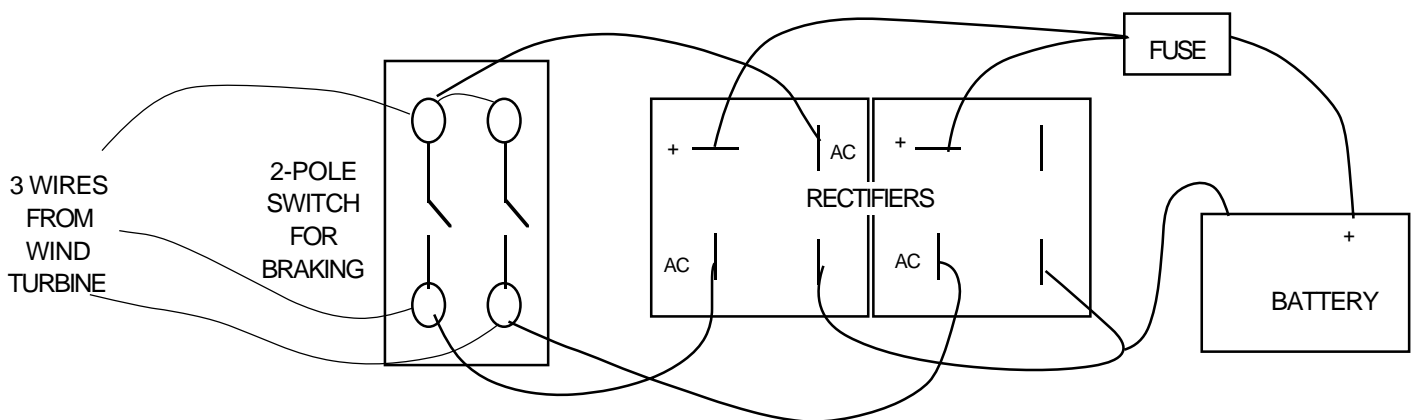 3 WIRES
FROM
WIND
TURBINE
2-POLE
SWITCH
FOR
BRAKING
+
AC
AC
RECTIFIERS
+
AC
FUSE
+
BATTERY